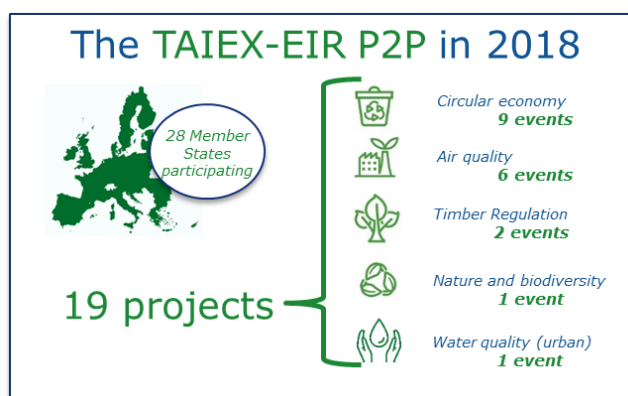 The TAIEX-EIR P2P in 2018
28 Member
States
participating
19 projects
Circular economy
9 events
Air quality
6 events
Timber Regulation
2 events
Nature and biodiversity
1 event
Water quality (urban)
1 event